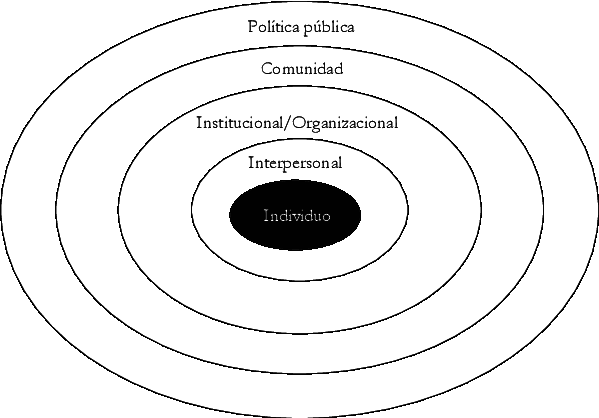 Política pública
Comunidad
Institucional/Organizacional
Interpersonal
Individuo